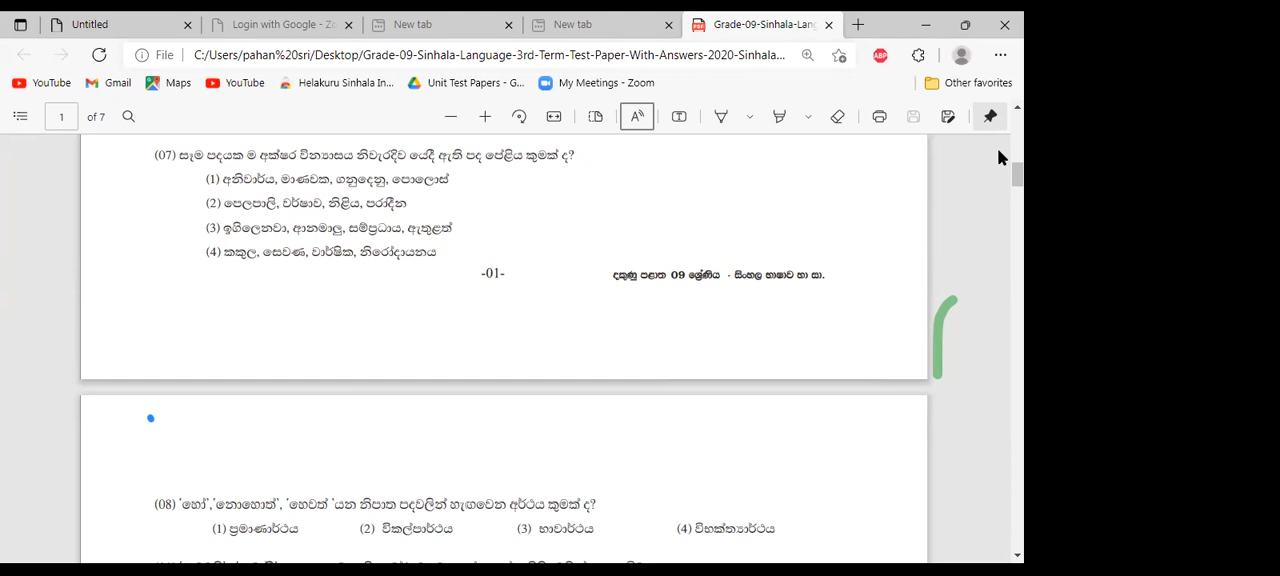 Untitled
Login with Google - Zo
New tab
New tab
Grade-09-Sinhala-Lang
File
C:/Users/pahan%20sri/Desktop/Grade-09-Sinhala-Language-3rd-Term-Test-Paper-With-Answers-2020-Sinhala...
ABP
YouTube
Gmail
Maps
YouTube
Helakuru Sinhala In...
Unit Test Papers - G...
My Meetings - Zoom
Other favorites
1 of 7
(07) සෑම පදයක ම අක්ෂර වින්‍යාසය නිවැරදිව යෙදී ඇති පද පේළිය කුමක් ද?
(1) අනිවාර්ය, මාණවක, ගනුදෙනු, පොලොස්
(2) පෙලපාලි, වර්ෂාව, නිළිය, පරාදීන
(3) ඉගිලෙනවා, ආනමාලු, සම්ප්‍රධාය, ඇතුළත්
(4) කකුල, සෙවණ, වාර්ෂික, නිරෝදායනය
-01-
දකුණු පළාත 09 ශ්‍රේණිය - සිංහල භාෂාව හා සා.
(08) 'හෝ','නොහොත්', 'හෙවත් 'යන නිපාත පදවලින් හැඟවෙන අර්ථය කුමක් ද?
(1) ප්‍රමාණාර්ථය (2) විකල්පාර්ථය (3) භාවාර්ථය (4) විභක්ත්‍යාර්ථය